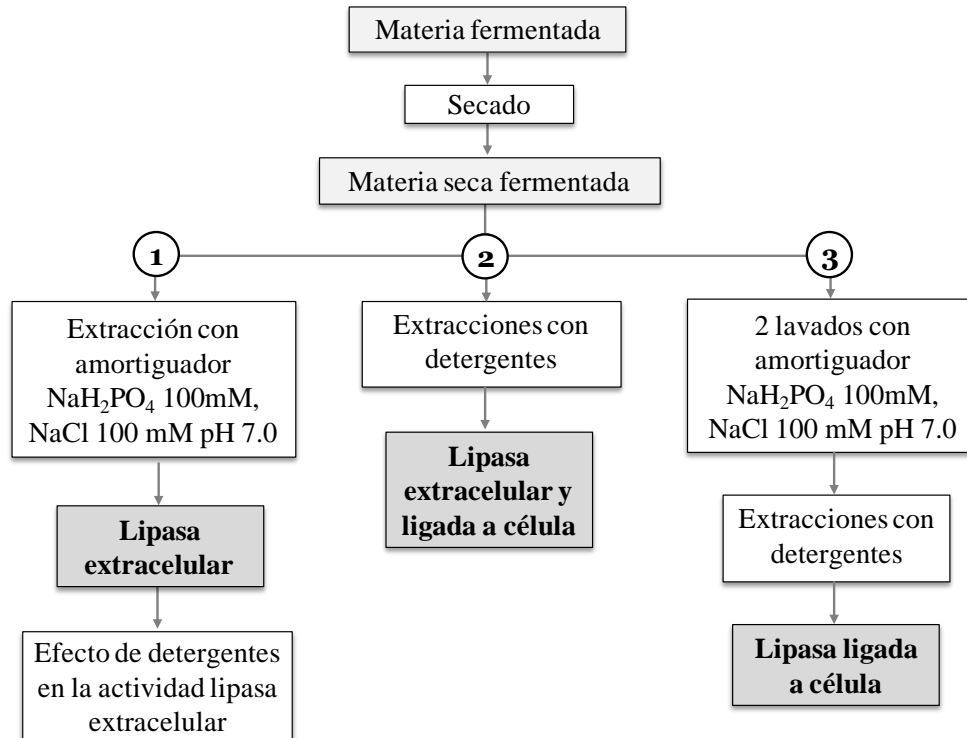 Materia fermentada
Secado
Materia seca fermentada
1
2
3
Extracción con
amortiguador
NaH₂PO₄ 100mM,
NaCl 100 mM pH 7.0
Lipasa
extracelular
Efecto de detergentes
en la actividad lipasa
extracelular
Extracciones con
detergentes
Lipasa
extracelular y
ligada a célula
2 lavados con
amortiguador
NaH₂PO₄ 100mM,
NaCl 100 mM pH 7.0
Extracciones con
detergentes
Lipasa ligada
a célula